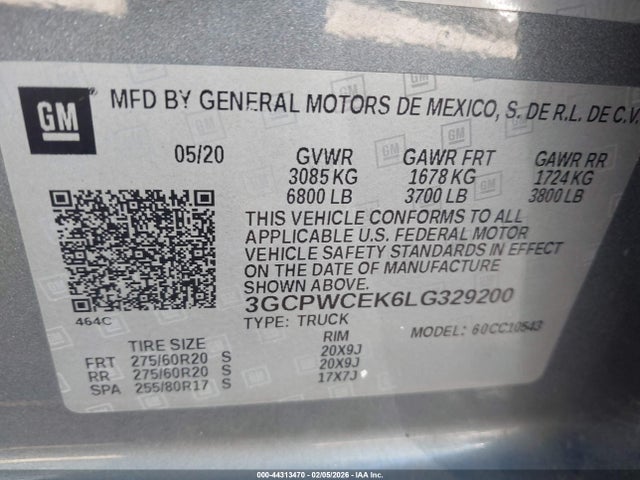 GM
MFD BY GENERAL MOTORS DE MEXICO, S. DE R.L. DE C.V.
05/20 GVWR GAWR FRT GAWR RR
3085 KG 1678 KG 1724 KG
6800 LB 3700 LB 3800 LB
THIS VEHICLE CONFORMS TO ALL
APPLICABLE U.S. FEDERAL MOTOR
VEHICLE SAFETY STANDARDS IN EFFECT
ON THE DATE OF MANUFACTURE
SHOWN ABOVE.
3GCPWCEK6LG329200
464C
TYPE: TRUCK MODEL: 60CC10543
TIRE SIZE RIM
FRT 275/60R20 S 20X9J
RR 275/60R20 S 20X9J
SPA 255/80R17 S 17X7J
000-44313470 - 02/05/2026 - IAA Inc.